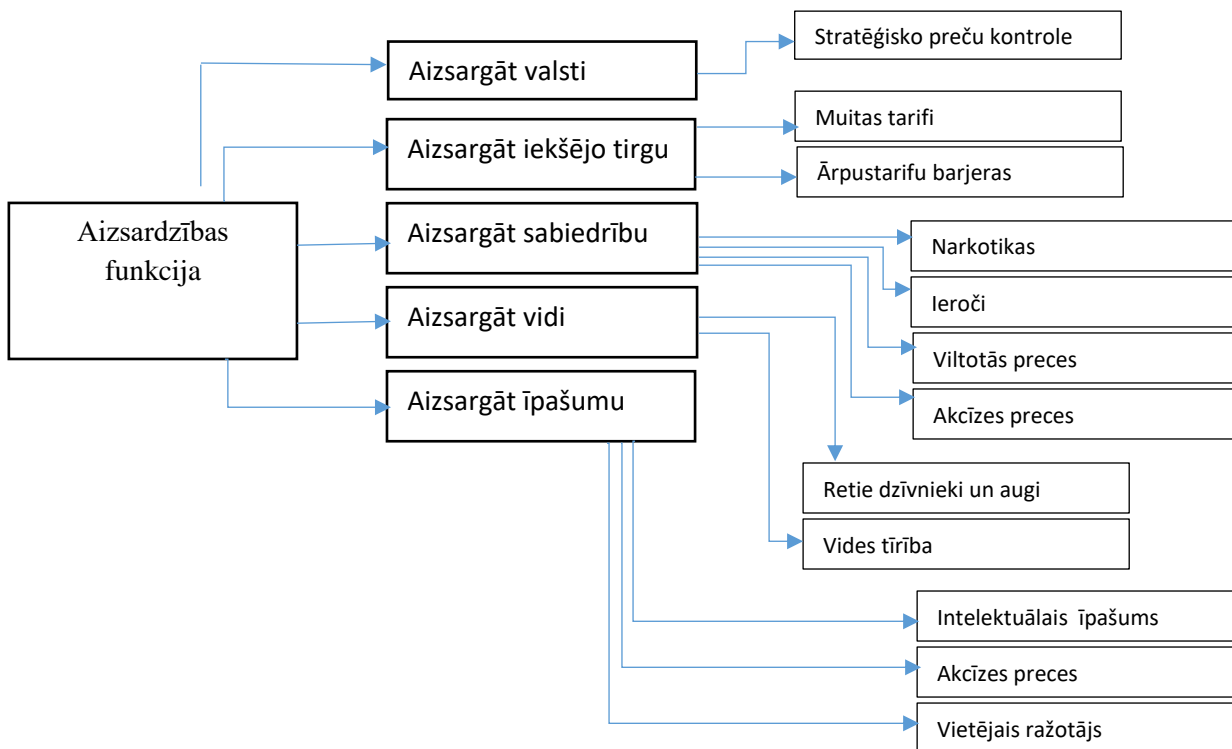 Aizsardzības
funkcija
Aizsargāt valsti
Aizsargāt iekšējo tirgu
Aizsargāt sabiedrību
Aizsargāt vidi
Aizsargāt īpašumu
Stratēģisko preču kontrole
Muitas tarifi
Ārpustarifu barjeras
Narkotikas
Ieroči
Viltotās preces
Akcīzes preces
Retie dzīvnieki un augi
Vides tīrība
Intelektuālais īpašums
Akcīzes preces
Vietējais ražotājs